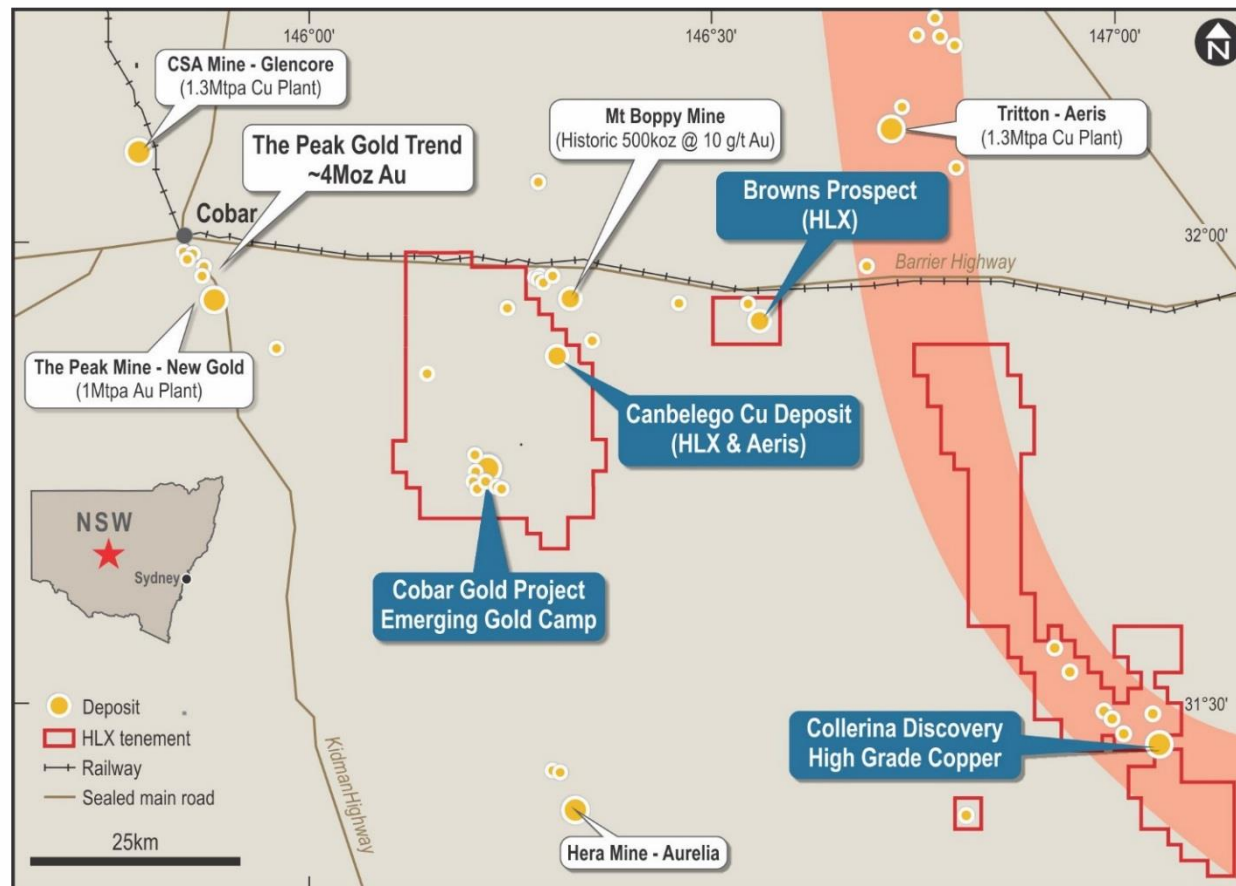 146°00'
146°30'
147°00'
N
CSA Mine - Glencore
(1.3Mtpa Cu Plant)
The Peak Gold Trend
~4Moz Au
Mt Boppy Mine
(Historic 500koz @ 10 g/t Au)
Tritton - Aeris
(1.3Mtpa Cu Plant)
Browns Prospect
(HLX)
Cobar
32°00'
Barrier Highway
The Peak Mine - New Gold
(1Mtpa Au Plant)
Canbelego Cu Deposit
(HLX & Aeris)
NSW
Sydney
Cobar Gold Project
Emerging Gold Camp
31°30'
Collerina Discovery
High Grade Copper
Deposit
HLX tenement
Railway
Sealed main road
25km
KidmanHighway
Hera Mine - Aurelia